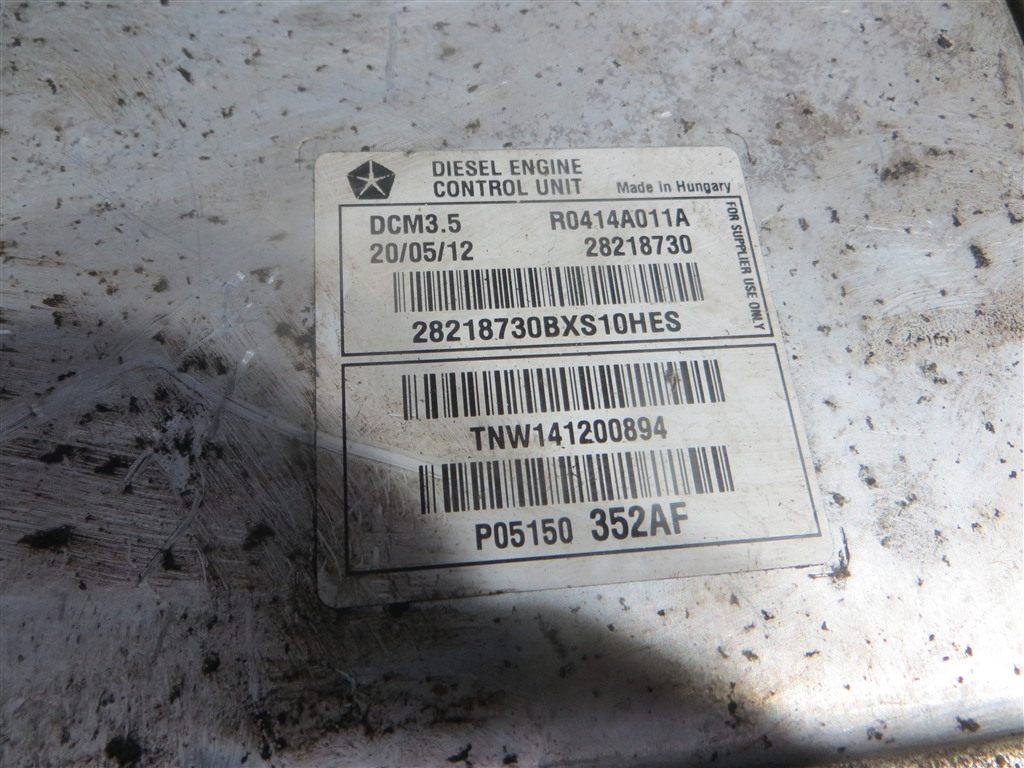 DIESEL ENGINE
CONTROL UNIT Made In Hungary
DCM3.5 R0414A011A
20/05/12 28218730
28218730BXS10HES
FOR SUPPLIER USE ONLY
TNW141200894
P05150 352AF